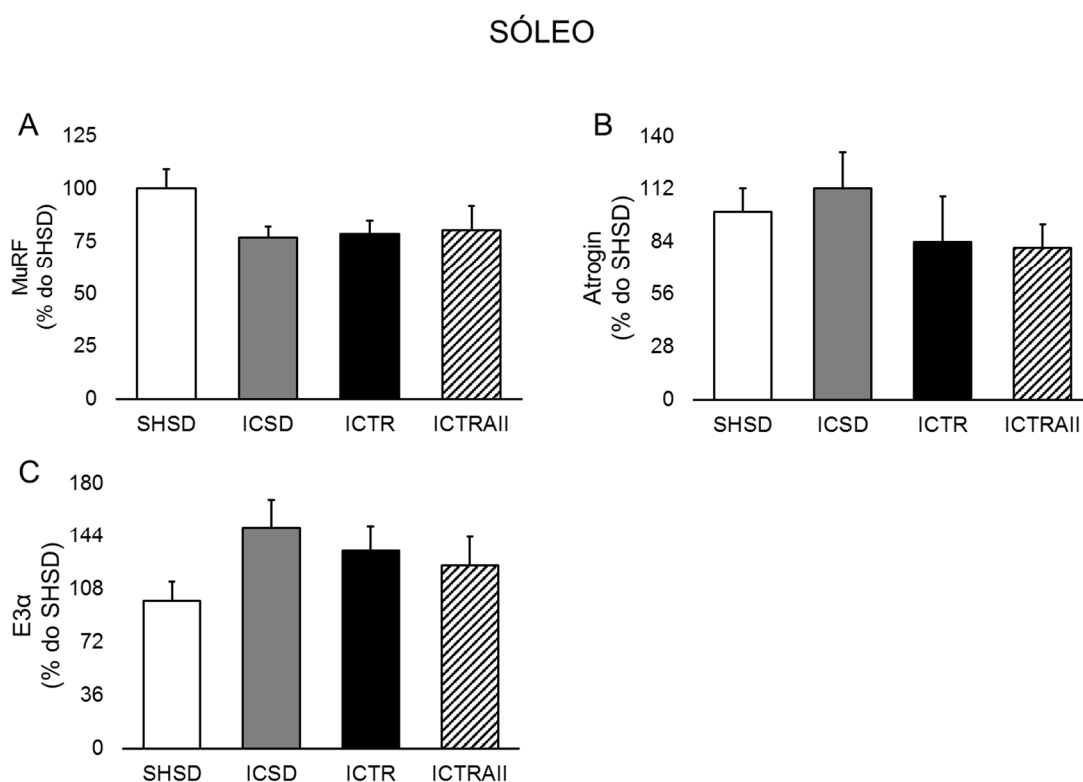 SÓLEO
A
MuRF
(% do SHSD)
125
100
75
50
25
0
SHSD ICSD ICTR ICTRAII
B
Atrogin
(% do SHSD)
140
112
84
56
28
0
SHSD ICSD ICTR ICTRAII
C
E3α
(% do SHSD)
180
144
108
72
36
0
SHSD ICSD ICTR ICTRAII